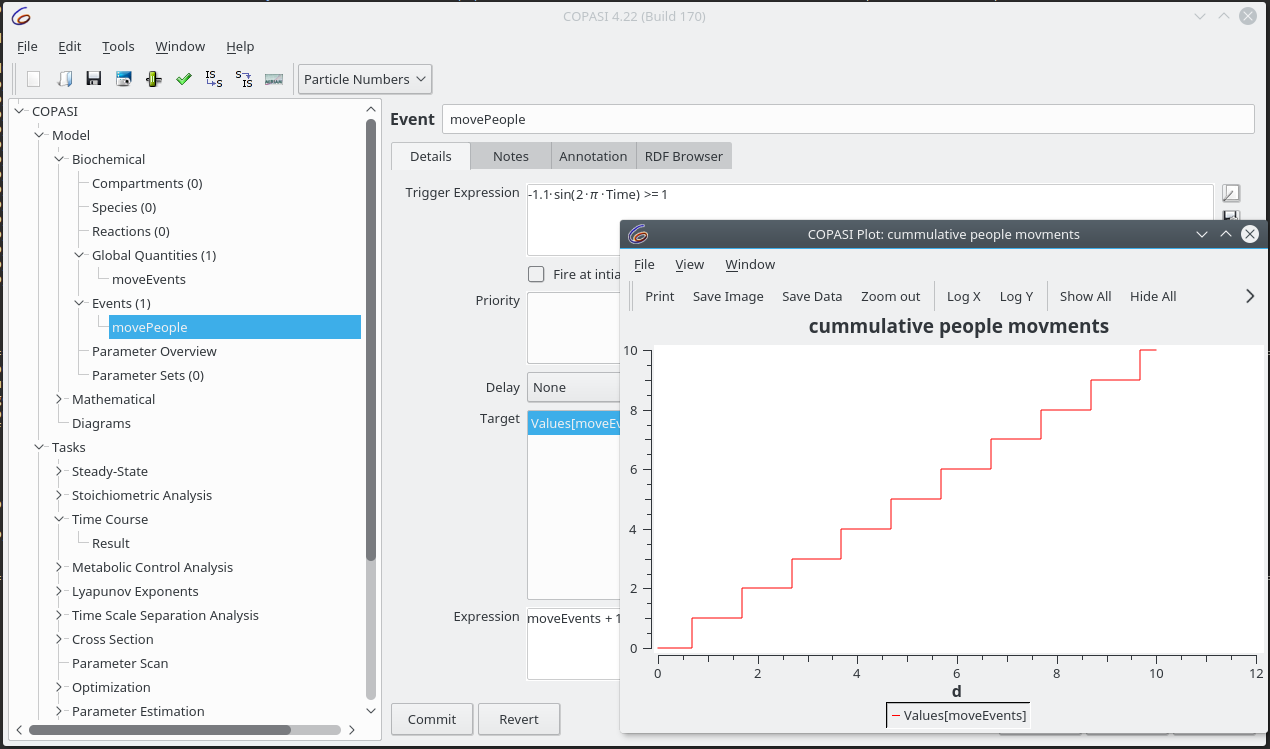 COPASI 4.22 (Build 170)
File Edit Tools Window Help
Particle Numbers
COPASI
Model
Biochemical
Compartments (0)
Species (0)
Reactions (0)
Global Quantities (1)
moveEvents
Events (1)
movePeople
Parameter Overview
Parameter Sets (0)
Mathematical
Diagrams
Tasks
Steady-State
Stoichiometric Analysis
Time Course
Result
Metabolic Control Analysis
Lyapunov Exponents
Time Scale Separation Analysis
Cross Section
Parameter Scan
Optimization
Parameter Estimation
Event movePeople
Details Notes Annotation RDF Browser
Trigger Expression -1.1·sin(2·π·Time) >= 1
Fire at intia
Priority
Delay None
Target Values[moveEv
Expression moveEvents + 1
Commit Revert
COPASI Plot: cummulative people movments
File View Window
Print Save Image Save Data Zoom out Log X Log Y Show All Hide All
cummulative people movments
10
8
6
4
2
0
0 2 4 6 8 10 12
d
Values[moveEvents]